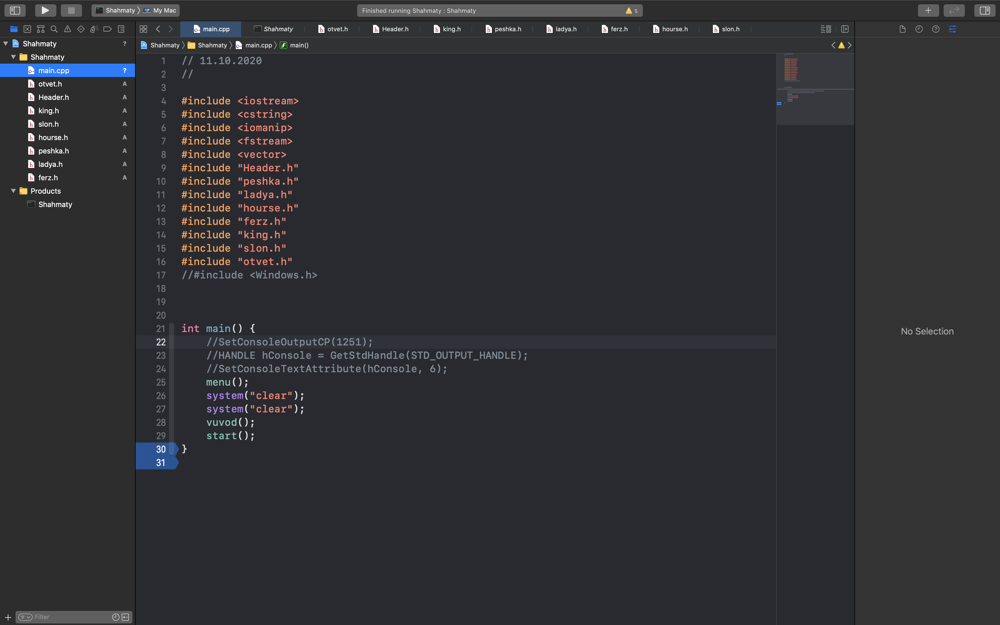 Shahmaty 〉 My Mac
Finished running Shahmaty : Shahmaty
5
main.cpp
Shahmaty
otvet.h
Header.h
king.h
peshka.h
ladya.h
ferz.h
hourse.h
slon.h
Shahmaty 〉 Shahmaty 〉 main.cpp 〉 main()
Shahmaty ?
Shahmaty
main.cpp ?
otvet.h A
Header.h A
king.h A
slon.h A
hourse.h A
peshka.h A
ladya.h A
ferz.h A
Products
Shahmaty
1 // 11.10.2020
2 //
3
4 #include <iostream>
5 #include <cstring>
6 #include <iomanip>
7 #include <fstream>
8 #include <vector>
9 #include "Header.h"
10 #include "peshka.h"
11 #include "ladya.h"
12 #include "hourse.h"
13 #include "ferz.h"
14 #include "king.h"
15 #include "slon.h"
16 #include "otvet.h"
17 //#include <Windows.h>
18
19
20
21 int main() {
22     //SetConsoleOutputCP(1251);
23     //HANDLE hConsole = GetStdHandle(STD_OUTPUT_HANDLE);
24     //SetConsoleTextAttribute(hConsole, 6);
25     menu();
26     system("clear");
27     system("clear");
28     vuvod();
29     start();
30 }
31
No Selection
Filter